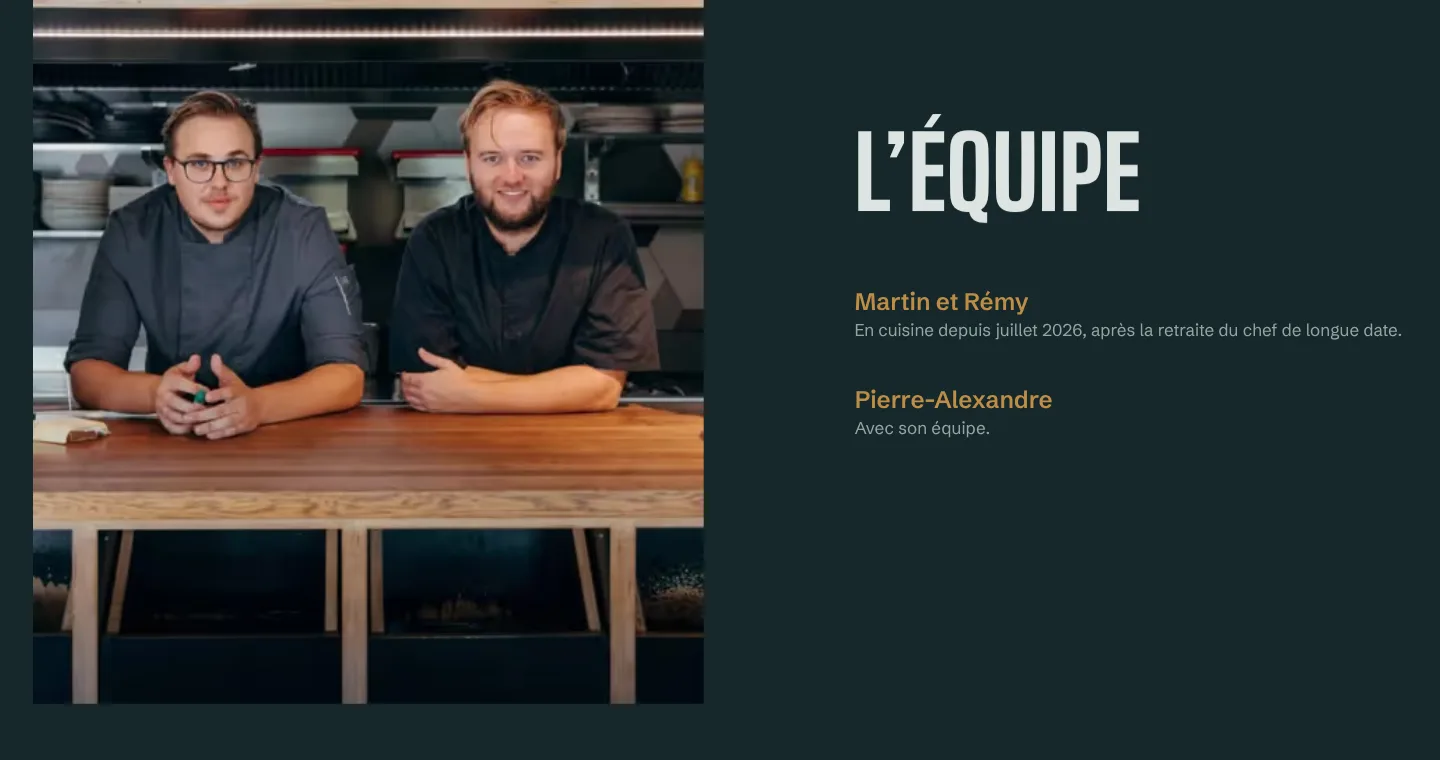 L’ÉQUIPE
Martin et Rémy
En cuisine depuis juillet 2026, après la retraite du chef de longue date.
Pierre-Alexandre
Avec son équipe.